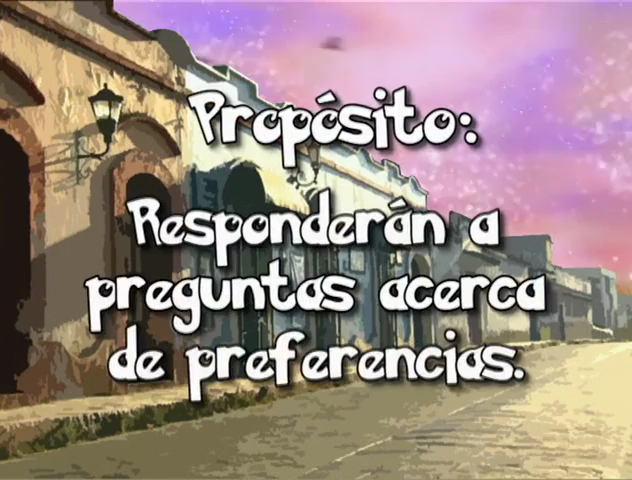 Propósito:
Responderán a
preguntas acerca
de preferencias.